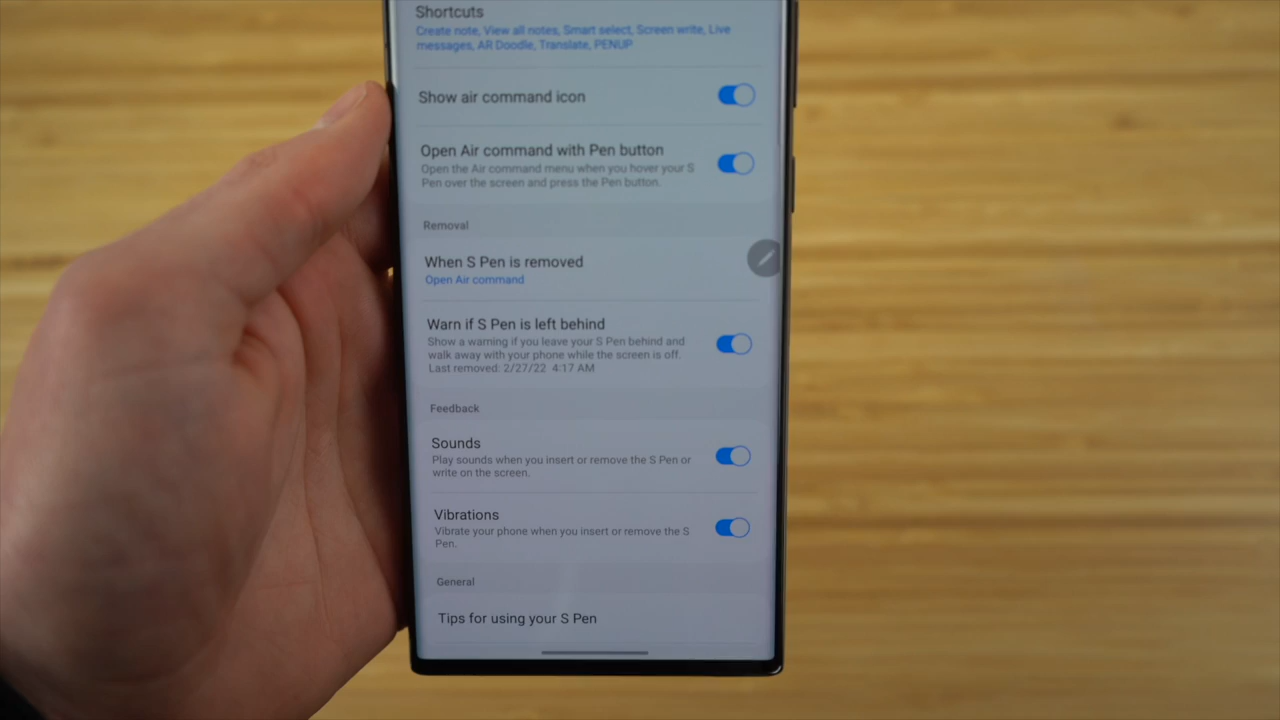 Shortcuts
Create note, View all notes, Smart select, Screen write, Live
messages, AR Doodle, Translate, PENUP
Show air command icon
Open Air command with Pen button
Open the Air command menu when you hover your S
Pen over the screen and press the Pen button.
Removal
When S Pen is removed
Open Air command
Warn if S Pen is left behind
Show a warning if you leave your S Pen behind and
walk away with your phone while the screen is off.
Last removed: 2/27/22 4:17 AM
Feedback
Sounds
Play sounds when you insert or remove the S Pen or
write on the screen.
Vibrations
Vibrate your phone when you insert or remove the S
Pen.
General
Tips for using your S Pen